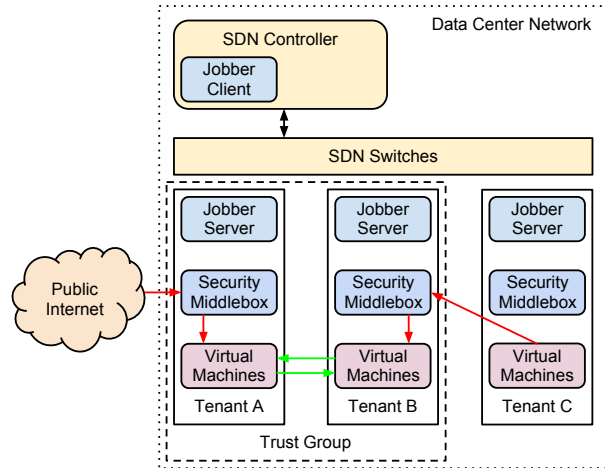 Data Center Network
SDN Controller
Jobber
Client
SDN Switches
Jobber
Server
Jobber
Server
Jobber
Server
Public
Internet
Security
Middlebox
Security
Middlebox
Security
Middlebox
Virtual
Machines
Virtual
Machines
Virtual
Machines
Tenant A
Tenant B
Tenant C
Trust Group